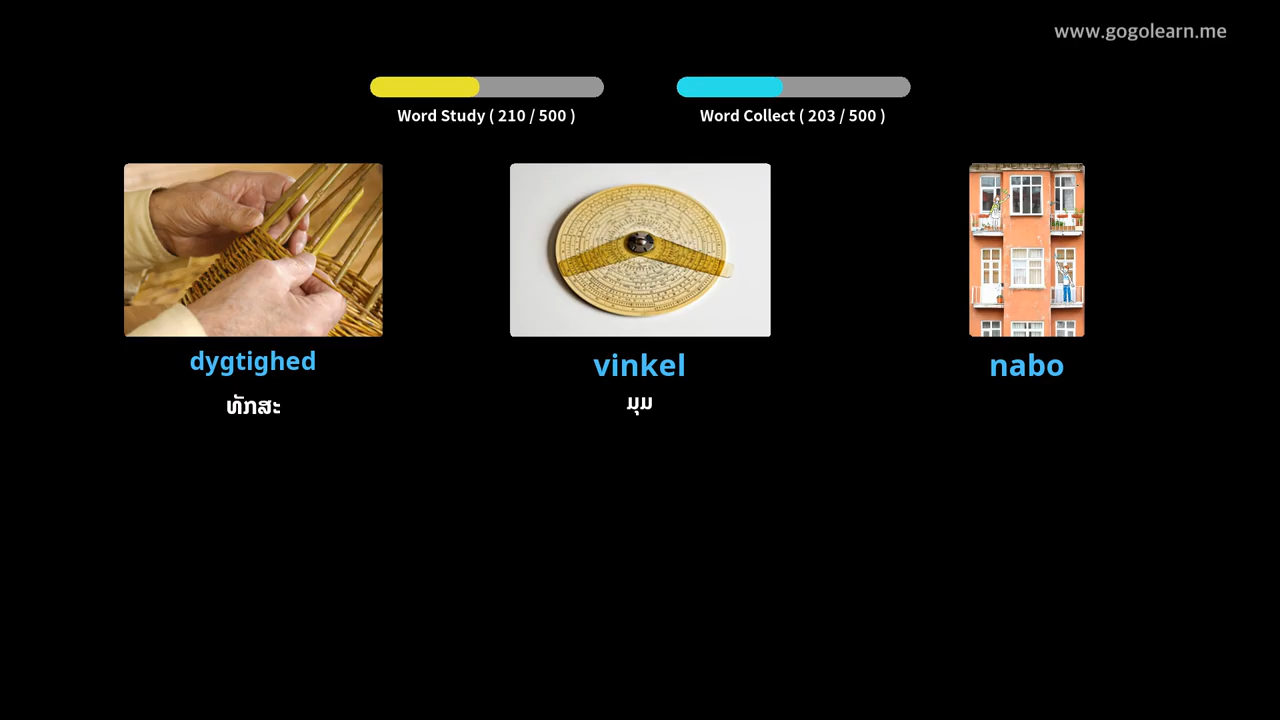 www.gogolearn.me
Word Study ( 210 / 500 )
Word Collect ( 203 / 500 )
dygtighed
vinkel
nabo
ທັກສະ
ມຸມ